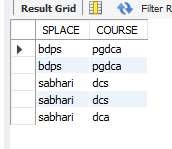 Result Grid Filter R
SPLACE COURSE
bdps pgdca
bdps pgdca
sabhari dcs
sabhari dcs
sabhari dca